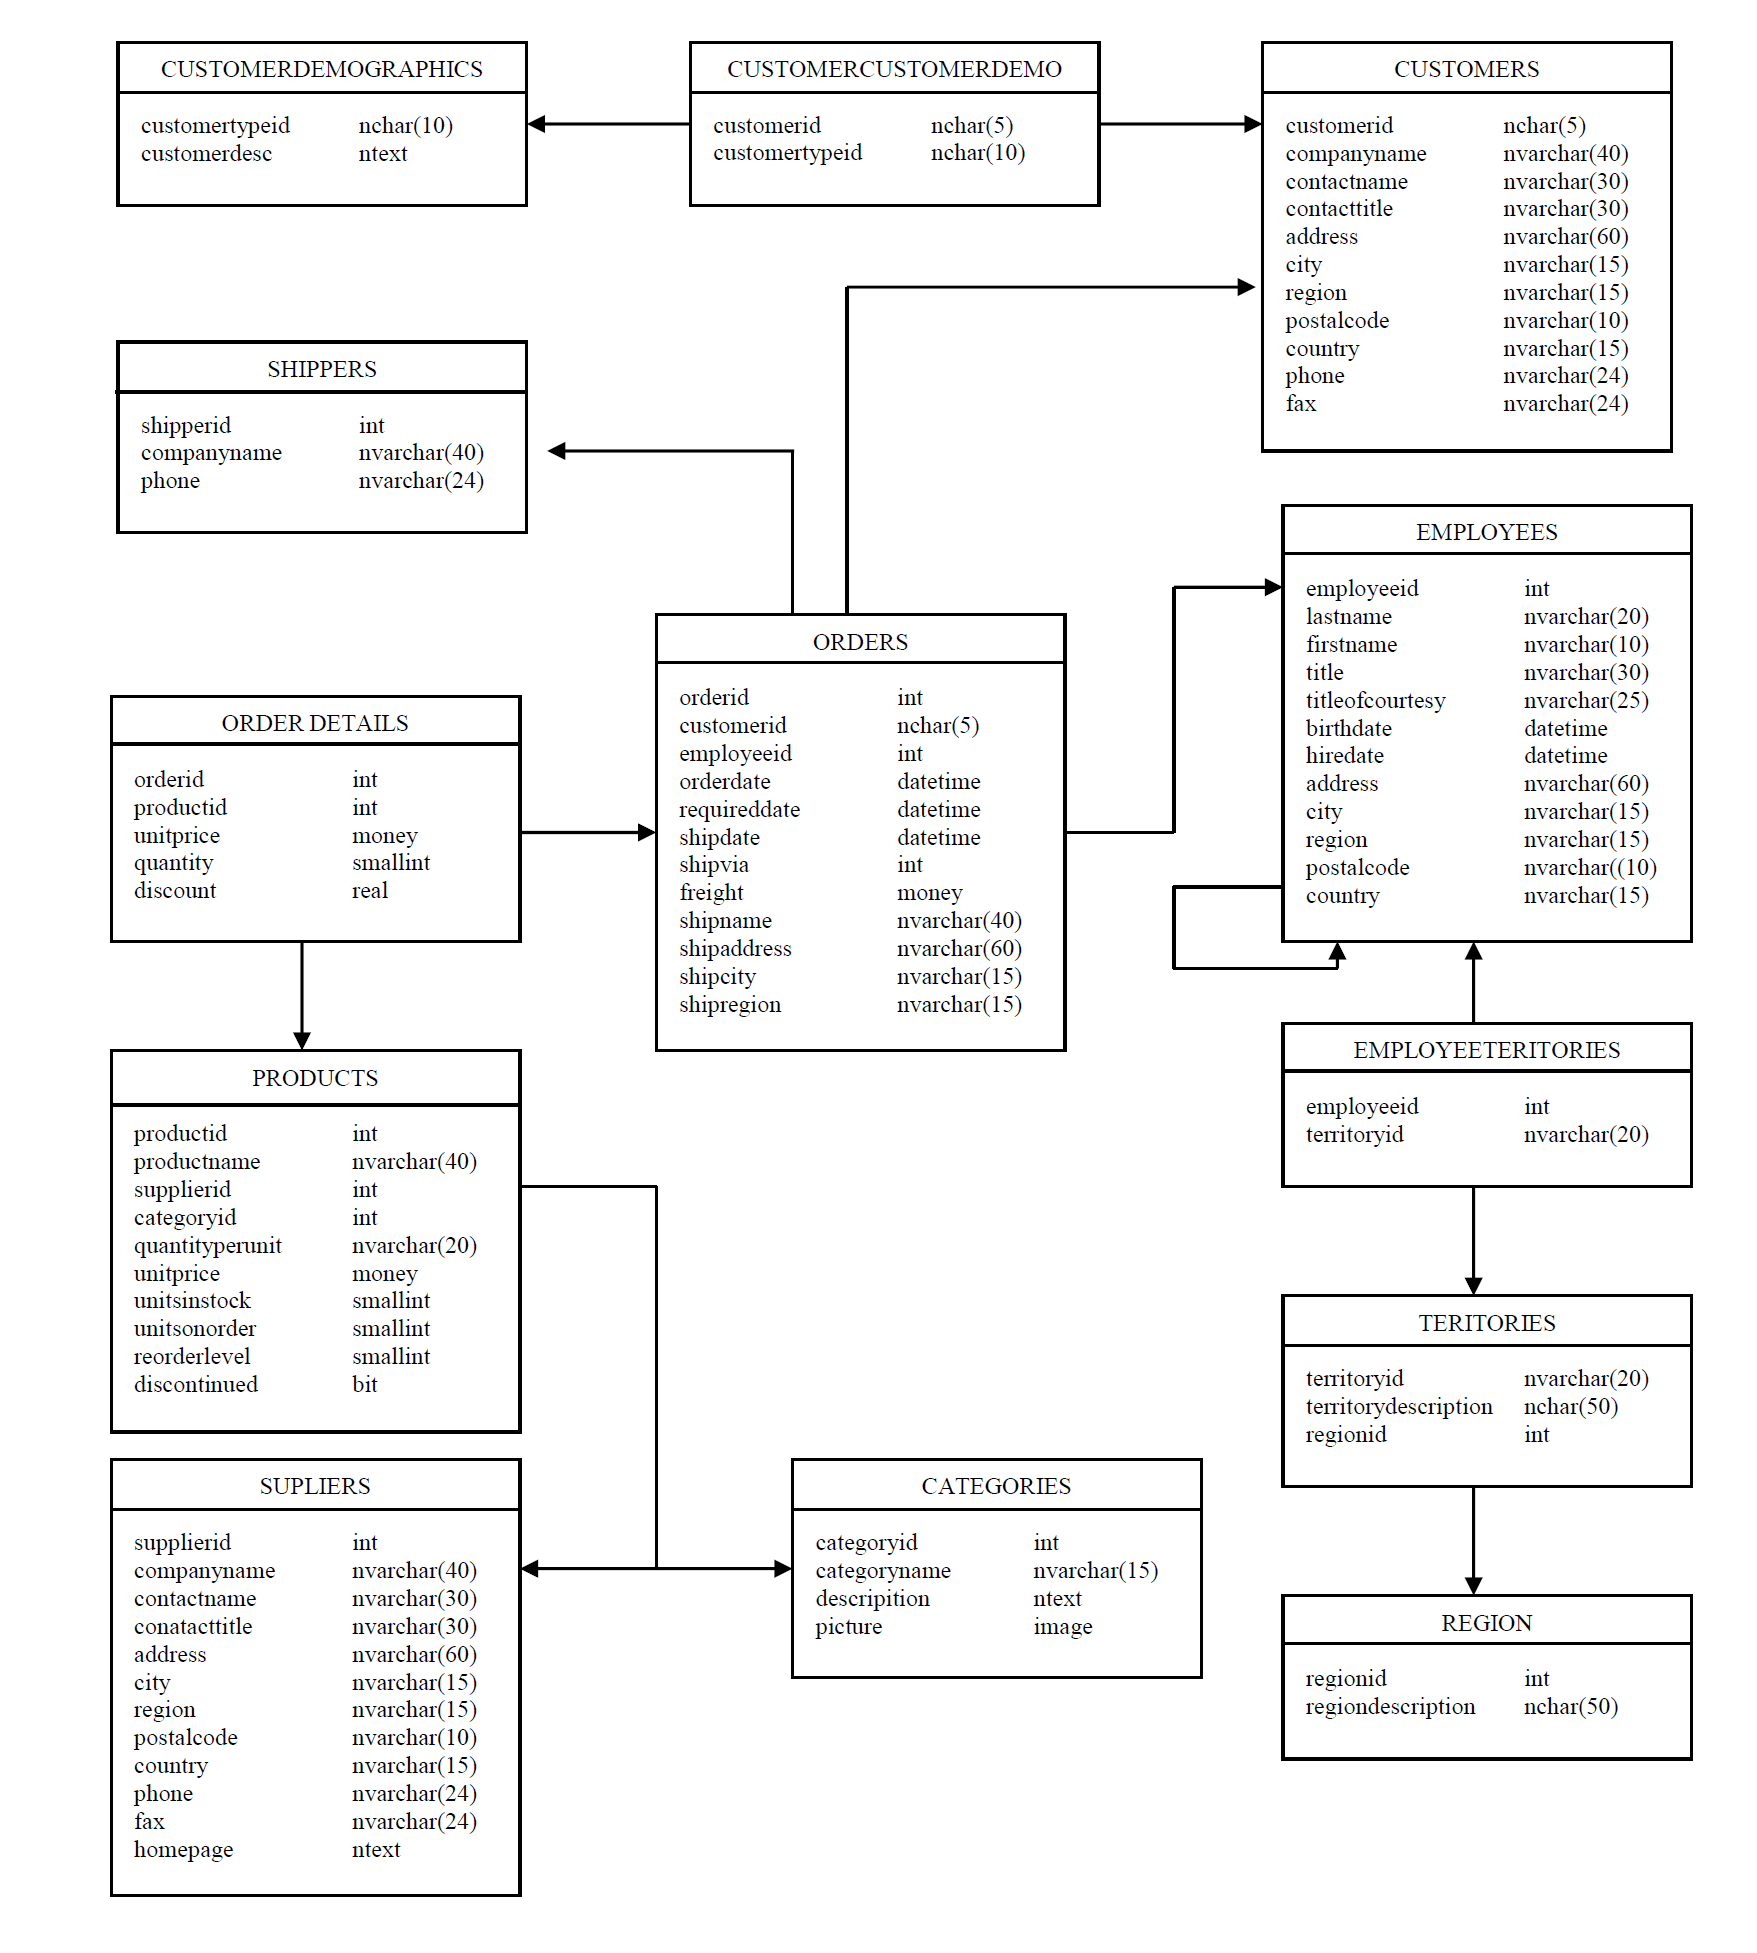 CUSTOMERDEMOGRAPHICS
customertypeid nchar(10)
customerdesc ntext
CUSTOMERCUSTOMERDEMO
customerid nchar(5)
customertypeid nchar(10)
CUSTOMERS
customerid nchar(5)
companyname nvarchar(40)
contactname nvarchar(30)
contacttitle nvarchar(30)
address nvarchar(60)
city nvarchar(15)
region nvarchar(15)
postalcode nvarchar(10)
country nvarchar(15)
phone nvarchar(24)
fax nvarchar(24)
SHIPPERS
shipperid int
companyname nvarchar(40)
phone nvarchar(24)
EMPLOYEES
employeeid int
lastname nvarchar(20)
firstname nvarchar(10)
title nvarchar(30)
titleofcourtesy nvarchar(25)
birthdate datetime
hiredate datetime
address nvarchar(60)
city nvarchar(15)
region nvarchar(15)
postalcode nvarchar((10)
country nvarchar(15)
ORDERS
orderid int
customerid nchar(5)
employeeid int
orderdate datetime
requireddate datetime
shipdate datetime
shipvia int
freight money
shipname nvarchar(40)
shipaddress nvarchar(60)
shipcity nvarchar(15)
shipregion nvarchar(15)
ORDER DETAILS
orderid int
productid int
unitprice money
quantity smallint
discount real
EMPLOYEETERITORIES
employeeid int
territoryid nvarchar(20)
PRODUCTS
productid int
productname nvarchar(40)
supplierid int
categoryid int
quantityperunit nvarchar(20)
unitprice money
unitsinstock smallint
unitsonorder smallint
reorderlevel smallint
discontinued bit
TERITORIES
territoryid nvarchar(20)
territorydescription nchar(50)
regionid int
SUPLIERS
supplierid int
companyname nvarchar(40)
contactname nvarchar(30)
conatacttitle nvarchar(30)
address nvarchar(60)
city nvarchar(15)
region nvarchar(15)
postalcode nvarchar(10)
country nvarchar(15)
phone nvarchar(24)
fax nvarchar(24)
homepage ntext
CATEGORIES
categoryid int
categoryname nvarchar(15)
descripition ntext
picture image
REGION
regionid int
regiondescription nchar(50)